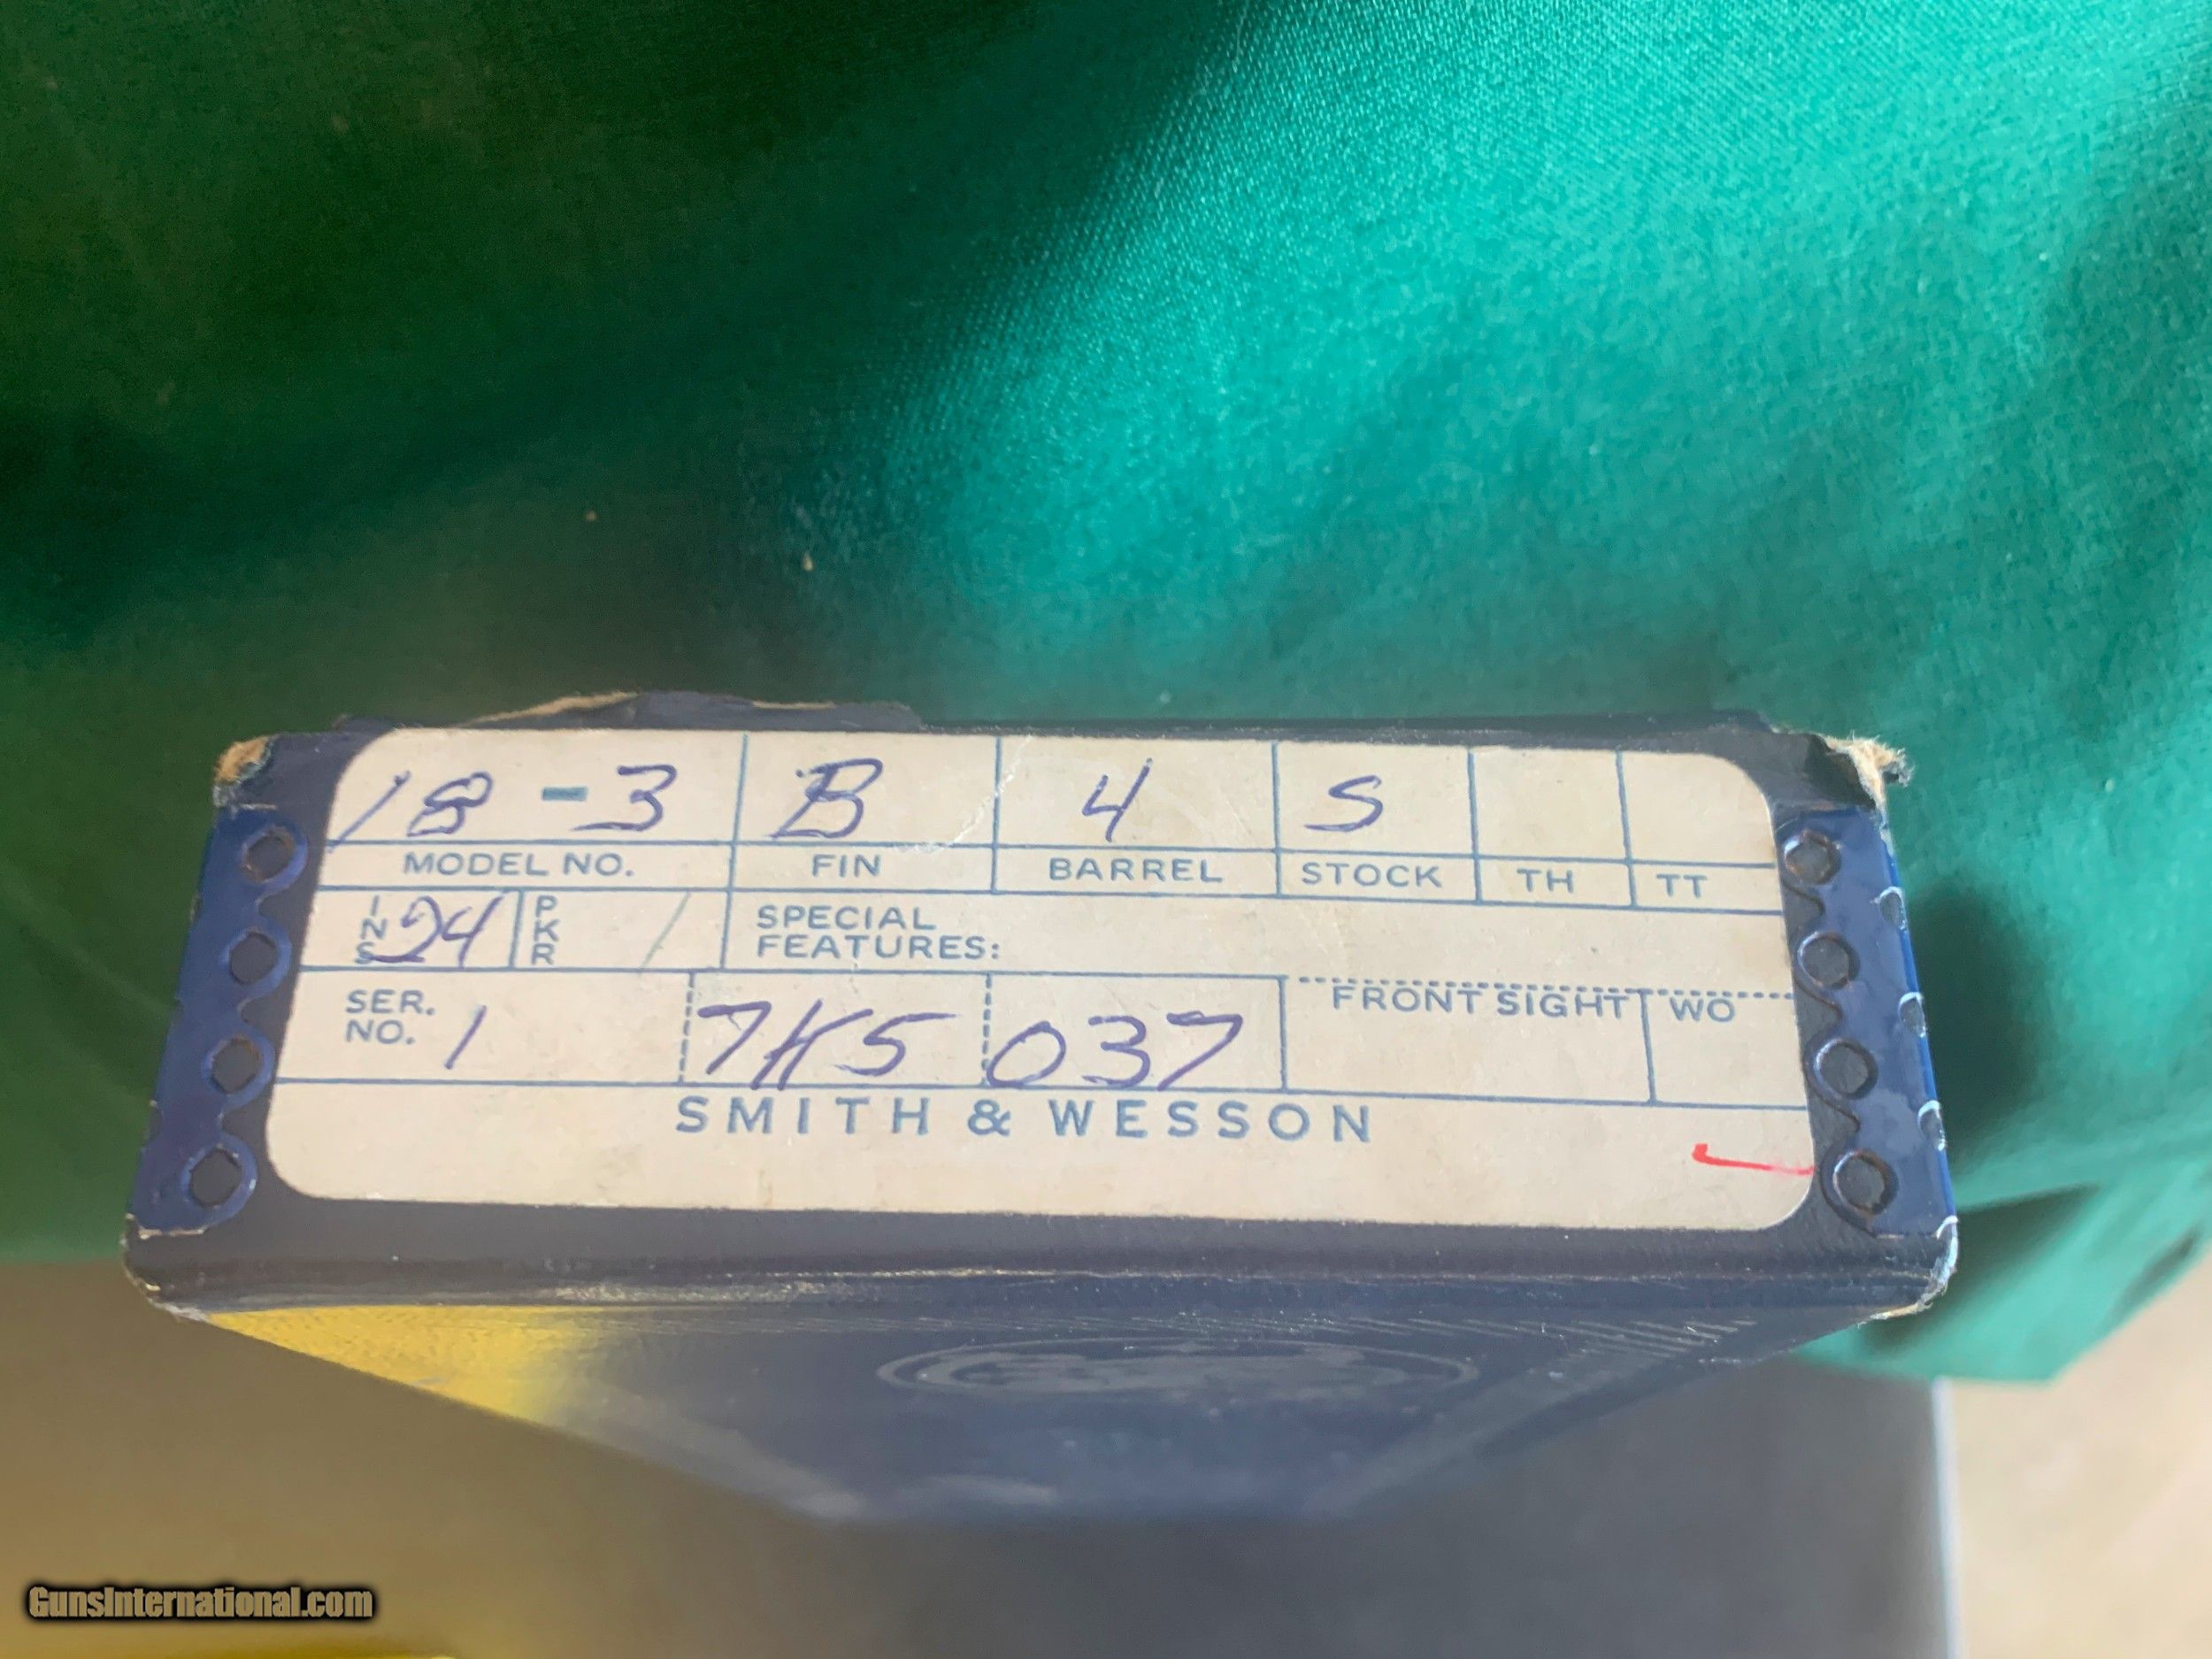 18-3 B 4 S
MODEL NO. FIN BARREL STOCK TH TT
INS 24 PKR / SPECIAL
FEATURES:
SER. NO. 1 7K5 037 FRONT SIGHT WO
SMITH & WESSON
GunsInternational.com